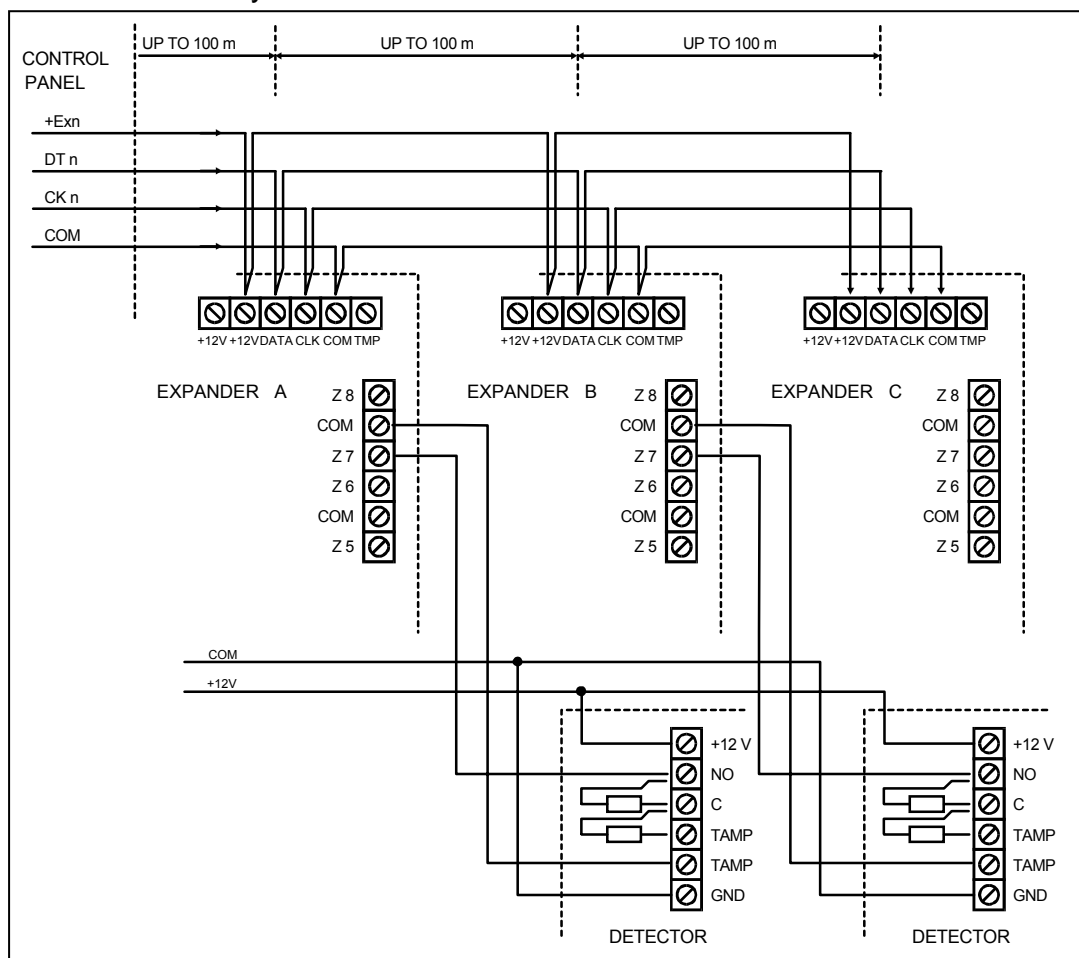 UP TO 100 m UP TO 100 m UP TO 100 m
CONTROL
PANEL
+Exn
DT n
CK n
COM
+12V +12V DATA CLK COM TMP
+12V +12V DATA CLK COM TMP
+12V +12V DATA CLK COM TMP
EXPANDER A
Z 8
COM
Z 7
Z 6
COM
Z 5
EXPANDER B
Z 8
COM
Z 7
Z 6
COM
Z 5
EXPANDER C
Z 8
COM
Z 7
Z 6
COM
Z 5
COM
+12V
+12 V
NO
C
TAMP
TAMP
GND
DETECTOR
+12 V
NO
C
TAMP
TAMP
GND
DETECTOR